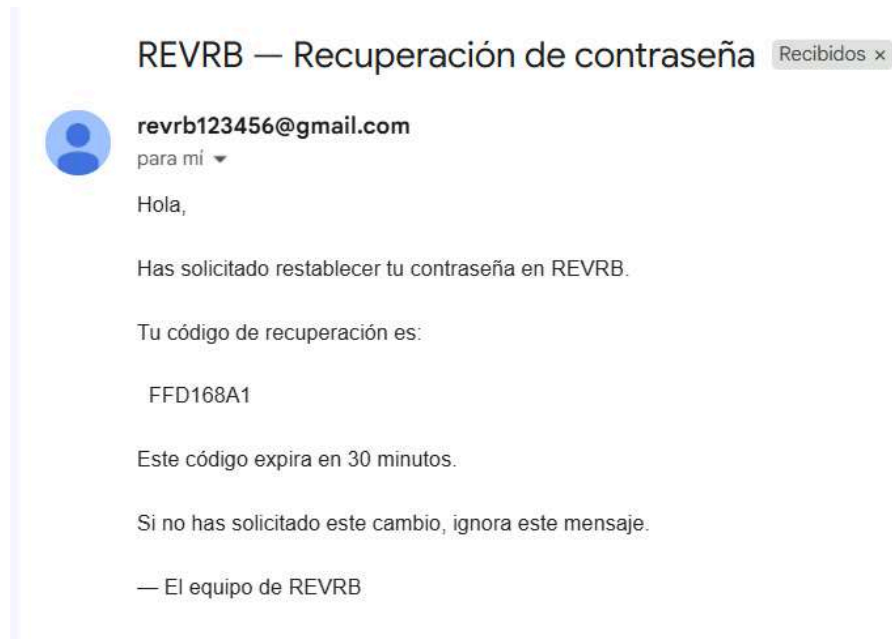 REVRB — Recuperación de contraseña Recibidos ×
revrb123456@gmail.com
para mí
Hola,
Has solicitado restablecer tu contraseña en REVRB.
Tu código de recuperación es:
FFD168A1
Este código expira en 30 minutos.
Si no has solicitado este cambio, ignora este mensaje.
— El equipo de REVRB